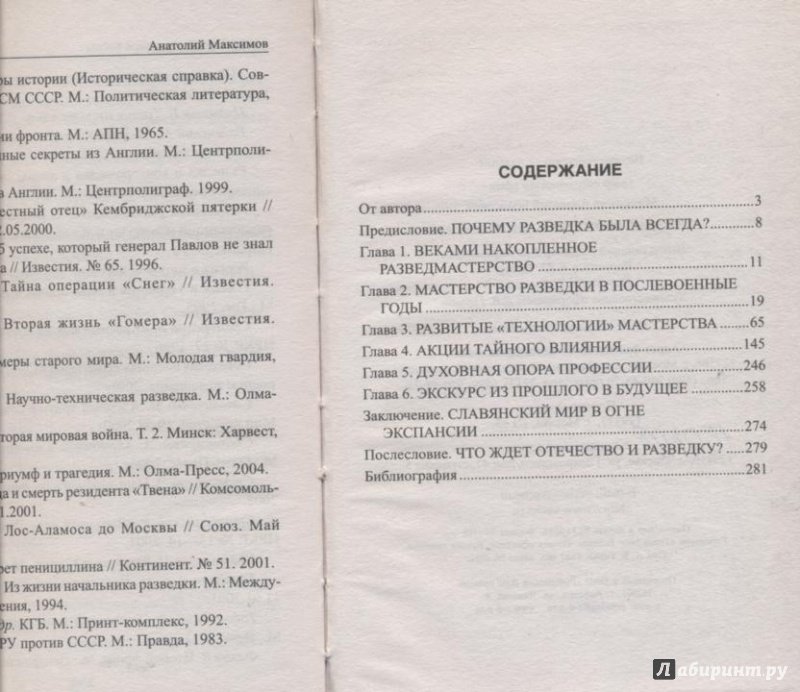 Анатолий Максимов
ры истории (Историческая справка). Сов-
СМ СССР. М.: Политическая литература,
ии фронта. М.: АПН, 1965.
нные секреты из Англии. М.: Центрполи-
в Англии. М.: Центрполиграф. 1999.
естный отец» Кембриджской пятерки //
2.05.2000.
б успехе, который генерал Павлов не знал
а // Известия. № 65. 1996.
Тайна операции «Снег» // Известия.
Вторая жизнь «Гомера» // Известия.
меры старого мира. М.: Молодая гвардия,
Научно-техническая разведка. М.: Олма-
торая мировая война. Т. 2. Минск: Харвест,
риумф и трагедия. М.: Олма-Пресс, 2004.
да и смерть резидента «Твена» // Комсомоль-
1.2001.
Лос-Аламоса до Москвы // Союз. Май
рет пенициллина // Континент. № 51. 2001.
Из жизни начальника разведки. М.: Между-
ения, 1994.
др. КГБ. М.: Принт-комплекс, 1992.
РУ против СССР. М.: Правда, 1983.
СОДЕРЖАНИЕ
От автора 3
Предисловие. ПОЧЕМУ РАЗВЕДКА БЫЛА ВСЕГДА? 8
Глава 1. ВЕКАМИ НАКОПЛЕННОЕ
РАЗВЕДМАСТЕРСТВО 11
Глава 2. МАСТЕРСТВО РАЗВЕДКИ В ПОСЛЕВОЕННЫЕ
ГОДЫ 19
Глава 3. РАЗВИТЫЕ «ТЕХНОЛОГИИ» МАСТЕРСТВА 65
Глава 4. АКЦИИ ТАЙНОГО ВЛИЯНИЯ 145
Глава 5. ДУХОВНАЯ ОПОРА ПРОФЕССИИ 246
Глава 6. ЭКСКУРС ИЗ ПРОШЛОГО В БУДУЩЕЕ 258
Заключение. СЛАВЯНСКИЙ МИР В ОГНЕ
ЭКСПАНСИИ 274
Послесловие. ЧТО ЖДЕТ ОТЕЧЕСТВО И РАЗВЕДКУ? 279
Библиография 281
Лабиринт.ру